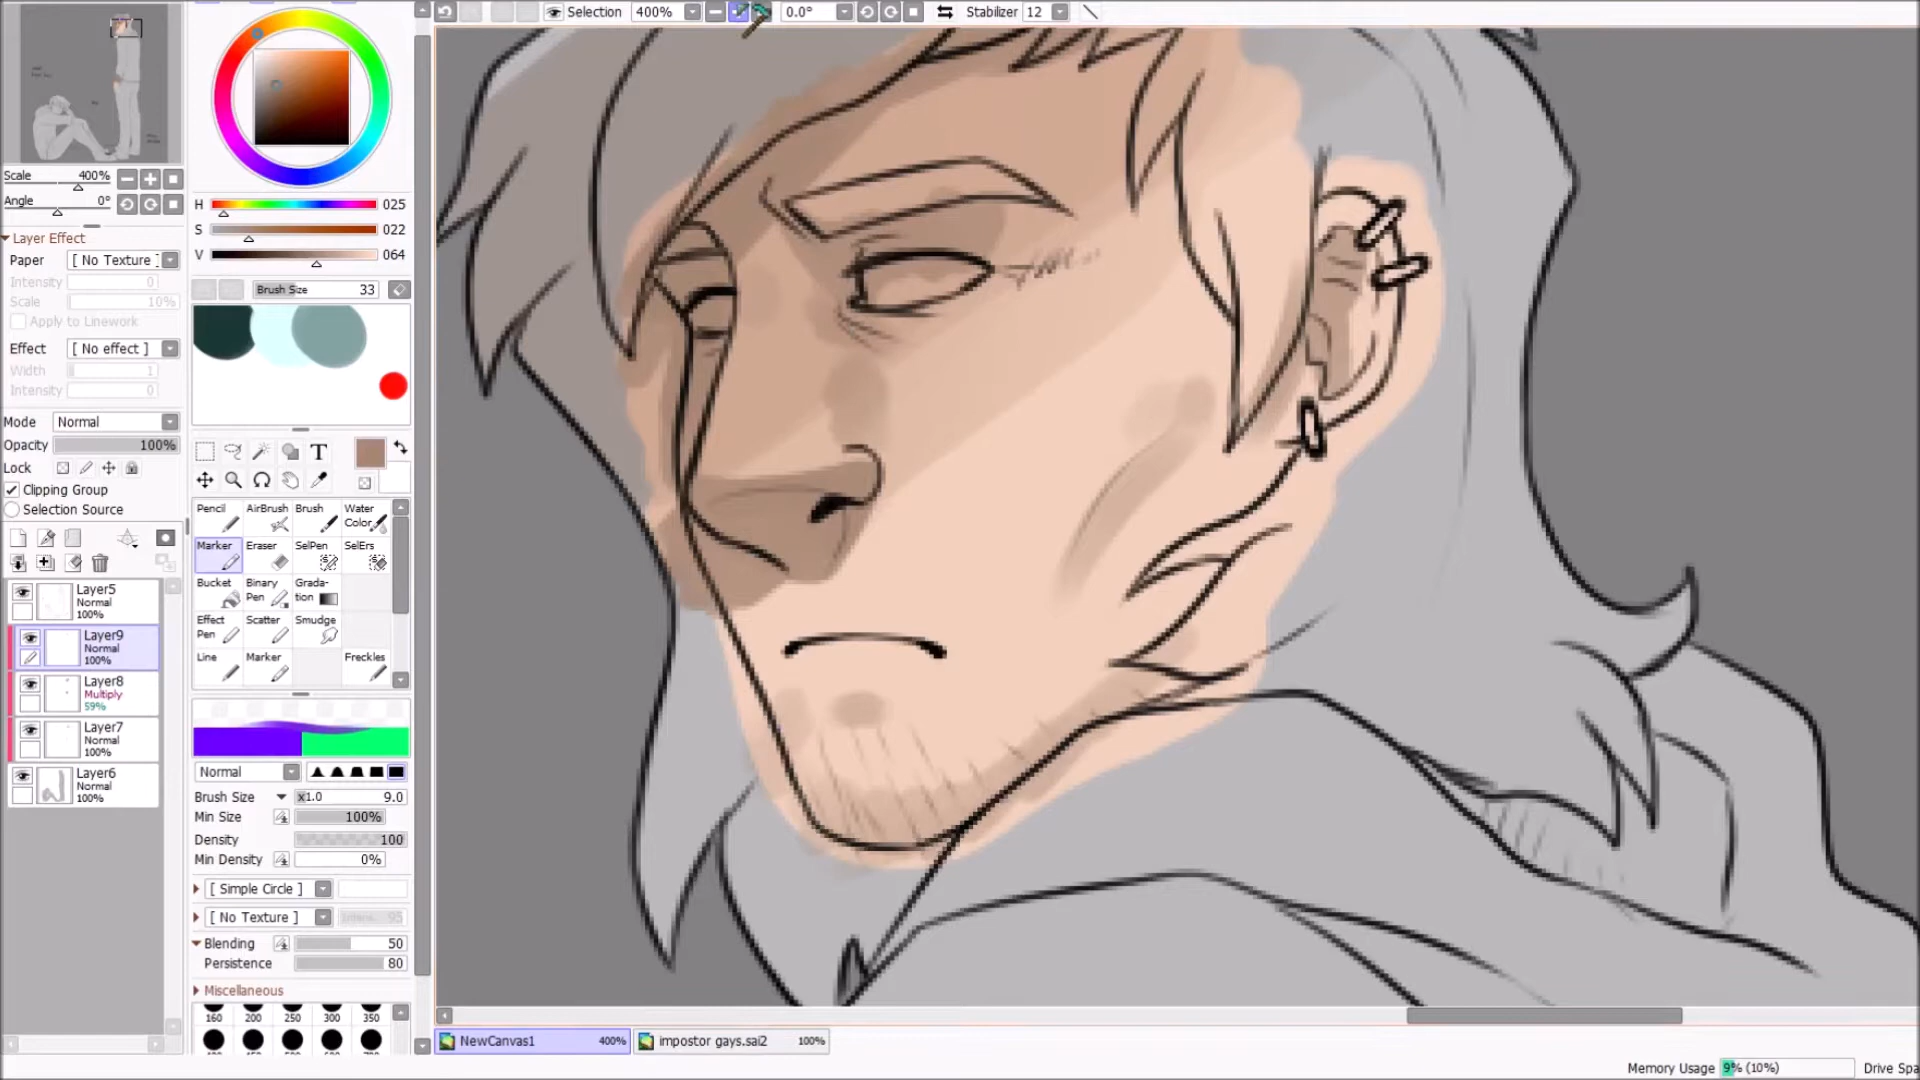 Selection 400% 0.0° Stabilizer 12
Scale 400%
Angle 0°
Layer Effect
Paper [ No Texture ]
Intensity 0
Scale 10%
Apply to Linework
Effect [ No effect ]
Width 1
Intensity 0
Mode Normal
Opacity 100%
Lock
Clipping Group
Selection Source
Layer5
Normal
100%
Layer9
Normal
100%
Layer8
Multiply
59%
Layer7
Normal
100%
Layer6
Normal
100%
H 025
S 022
V 064
Brush Size 33
T
Pencil AirBrush Brush Water Color
Marker Eraser SelPen SelErs
Bucket Binary Pen Grada-tion
Effect Pen Scatter Smudge
Line Marker Freckles
Normal
Brush Size x1.0 9.0
Min Size 100%
Density 100
Min Density 0%
[ Simple Circle ]
[ No Texture ] 95
Blending 50
Persistence 80
Miscellaneous
160 200 250 300 350
NewCanvas1 400% impostor gays.sai2 100%
Memory Usage 9% (10%) Drive Spa